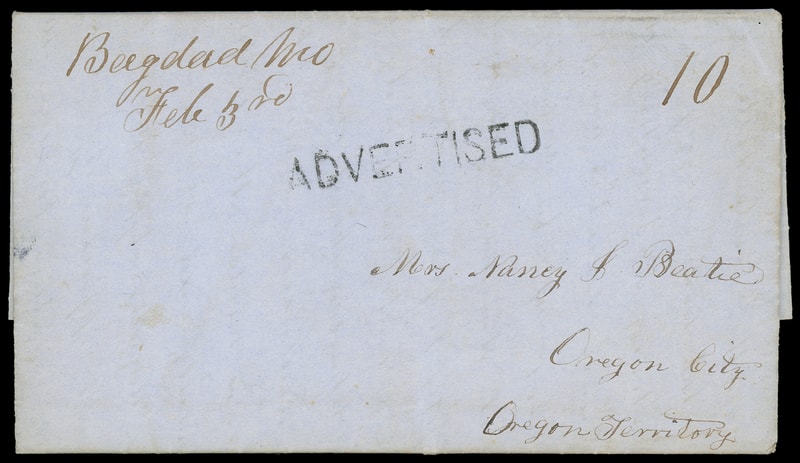 Bagdad Mo
Feb 3rd
10
ADVERTISED
Mrs. Nancy J Beatie
Oregon City
Oregon Territory